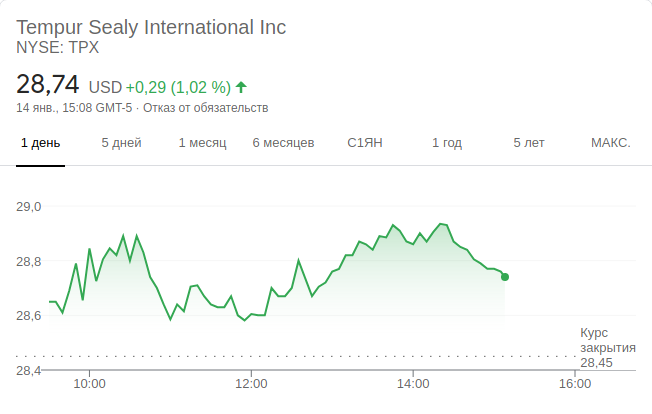 Tempur Sealy International Inc
NYSE: TPX
28,74 USD +0,29 (1,02 %)
14 янв., 15:08 GMT-5 · Отказ от обязательств
1 день 5 дней 1 месяц 6 месяцев С1ЯН 1 год 5 лет МАКС.
29,0
28,8
28,6
Курс
закрытия
28,45
28,4
10:00 12:00 14:00 16:00